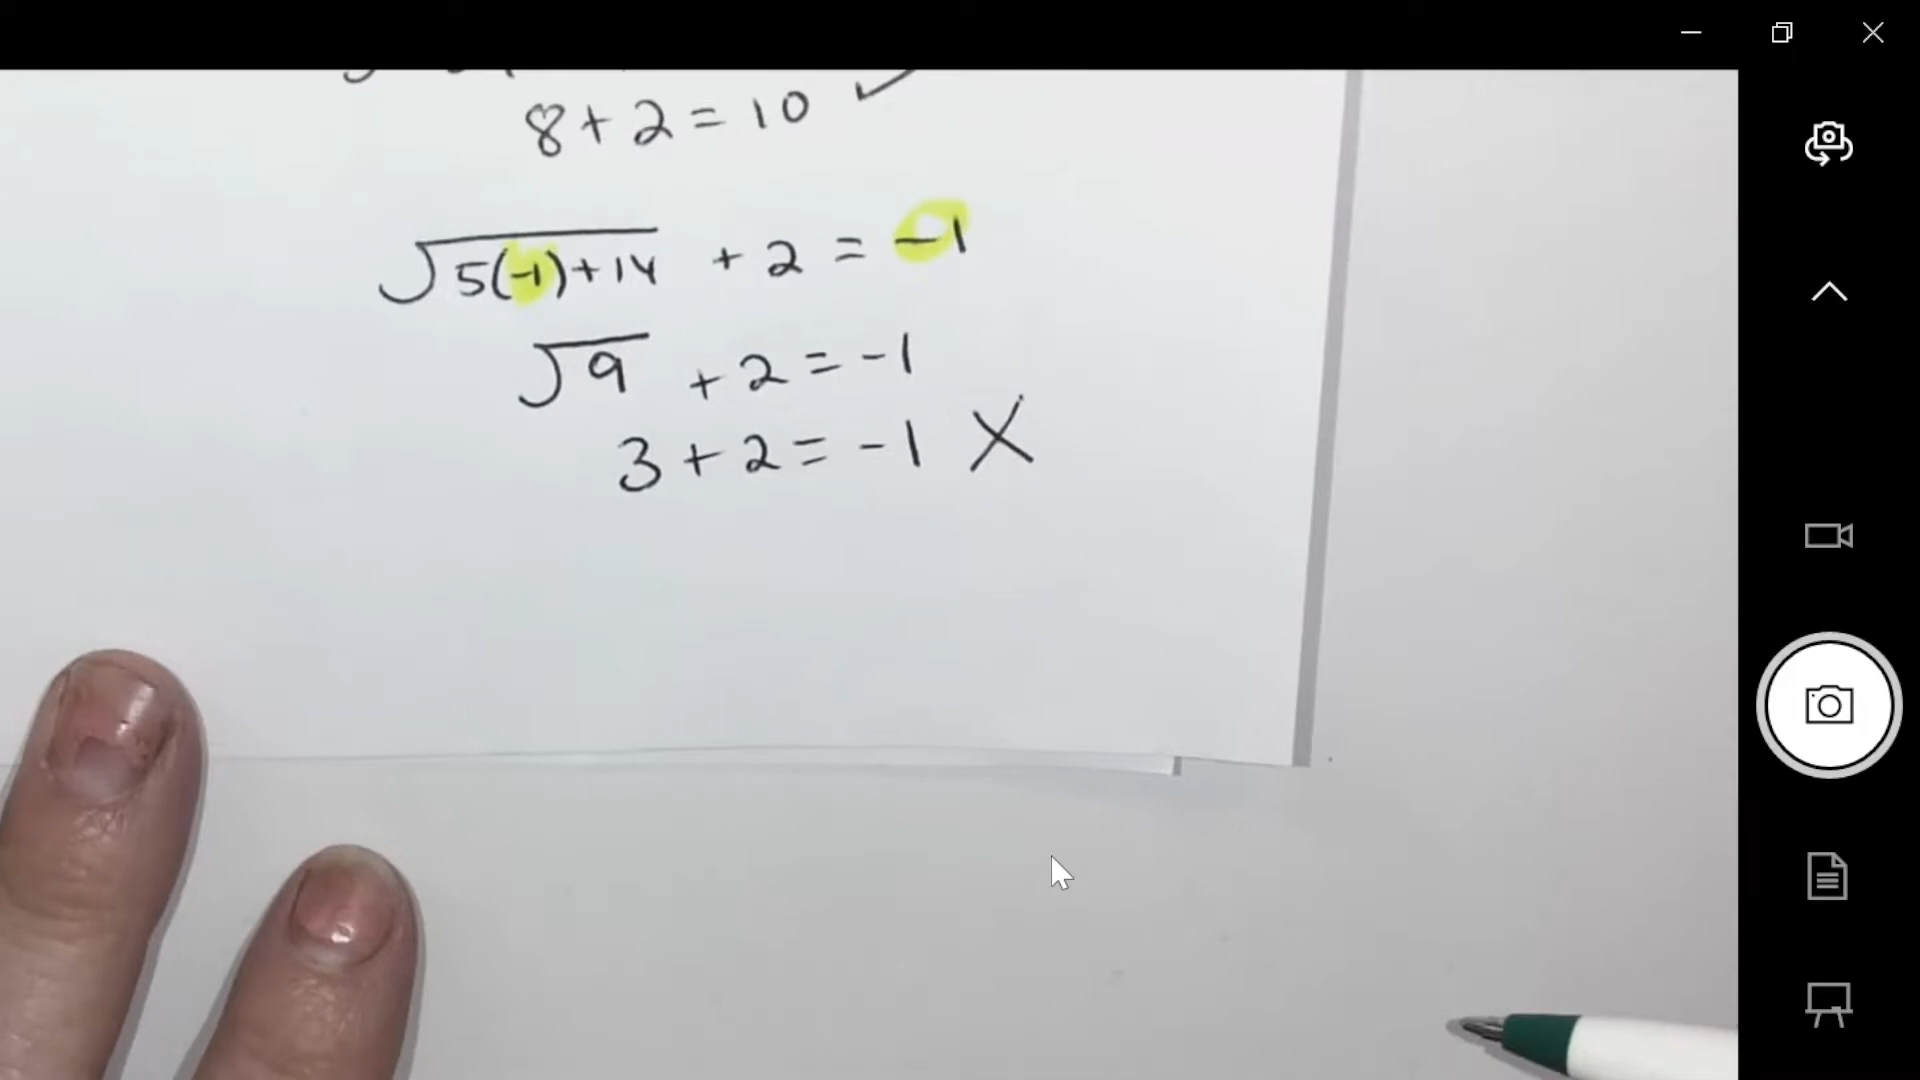 8 + 2 = 10 ✓
√5(-1)+14 + 2 = -1
√9 + 2 = -1
3 + 2 = -1 X